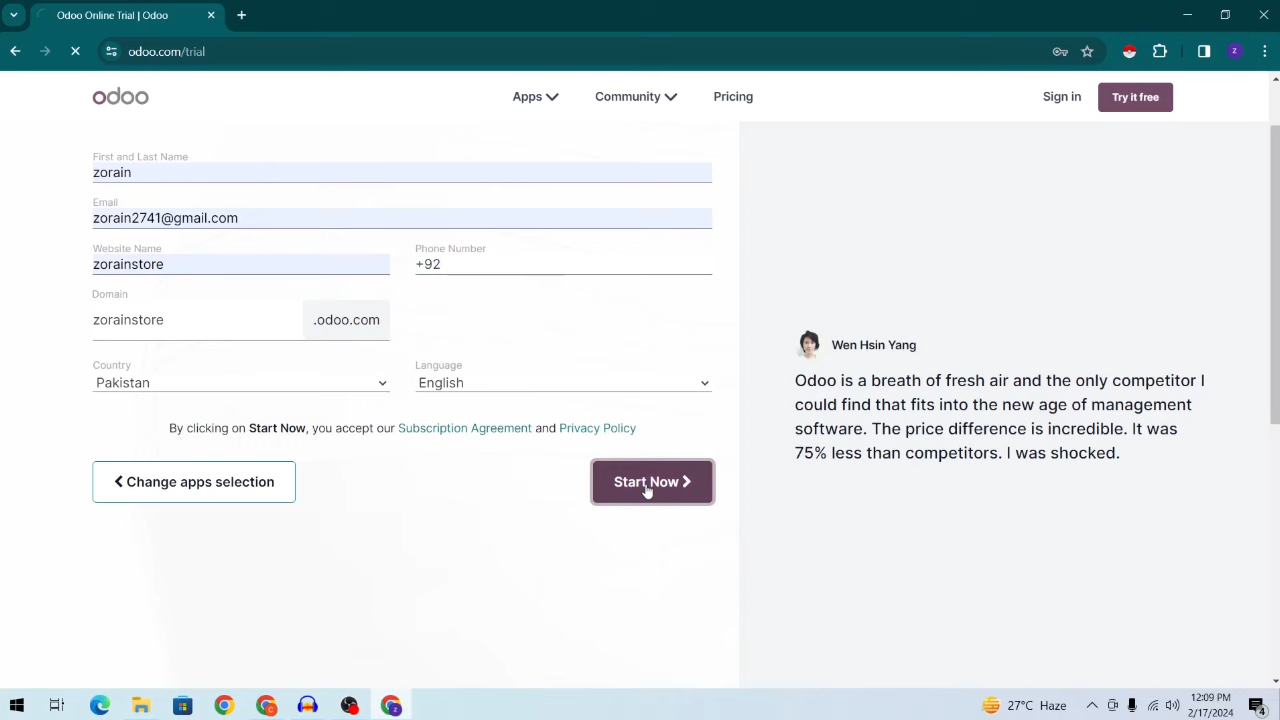 Odoo Online Trial | Odoo
odoo.com/trial
z
odoo
Apps
Community
Pricing
Sign in
Try it free
First and Last Name
zorain
Email
zorain2741@gmail.com
Website Name
Phone Number
zorainstore
+92
Domain
zorainstore
.odoo.com
Country
Language
Pakistan
English
By clicking on Start Now, you accept our Subscription Agreement and Privacy Policy
Change apps selection
Start Now
Wen Hsin Yang
Odoo is a breath of fresh air and the only competitor I
could find that fits into the new age of management
software. The price difference is incredible. It was
75% less than competitors. I was shocked.
27°C Haze
12:09 PM
2/17/2024
4